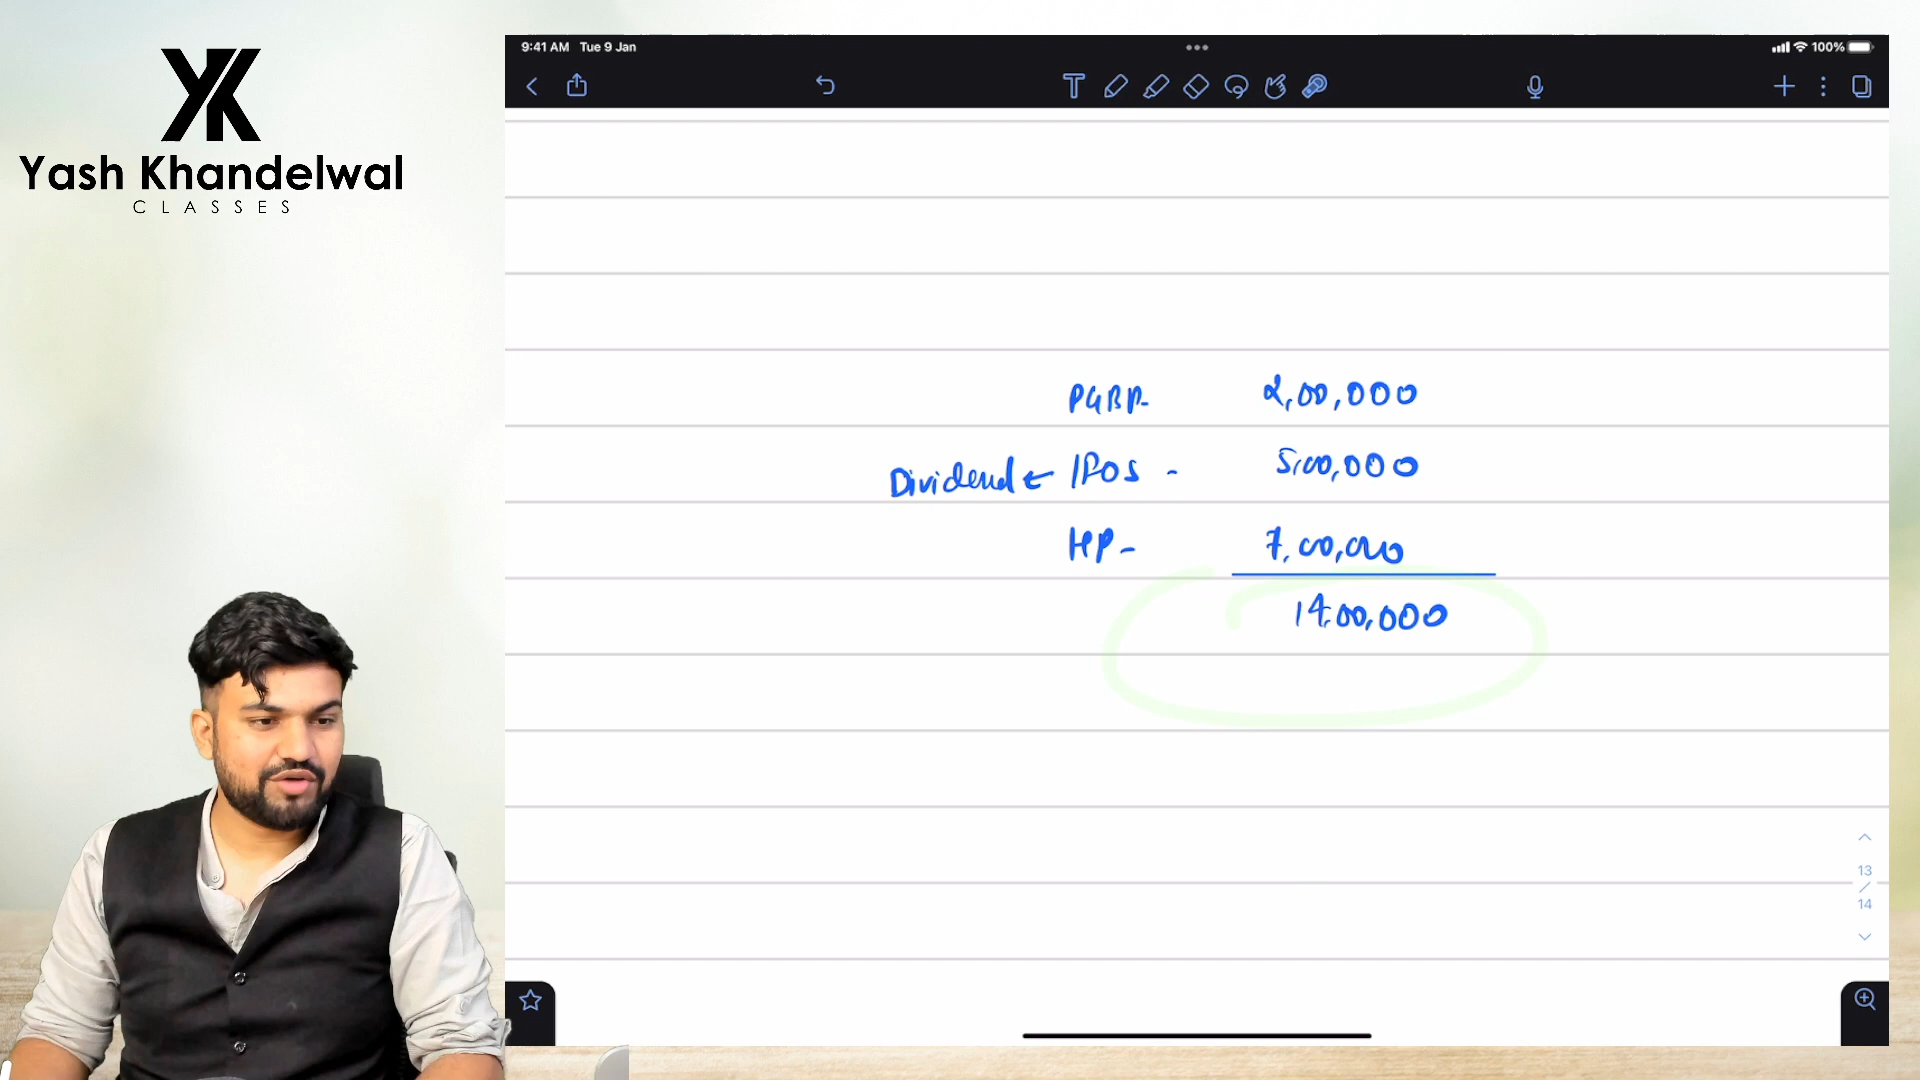 YK
Yash Khandelwal
CLASSES
9:41 AM Tue 9 Jan
100%
T
PGBP- 2,00,000
Dividend ← IFOS - 5,00,000
HP- 7,00,000
14,00,000
13
/
14